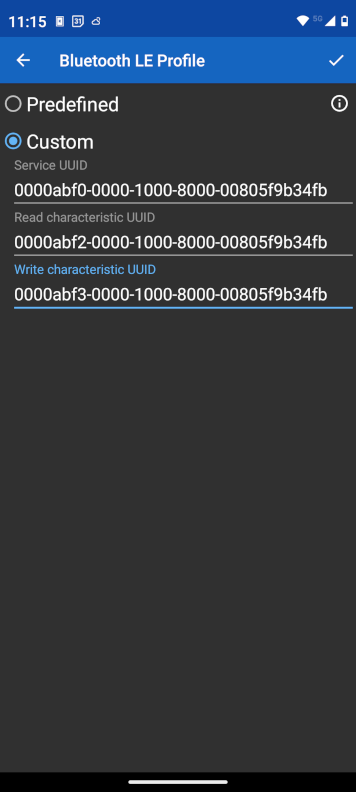 11:15
31
5G
Bluetooth LE Profile
Predefined
Custom
Service UUID
0000abf0-0000-1000-8000-00805f9b34fb
Read characteristic UUID
0000abf2-0000-1000-8000-00805f9b34fb
Write characteristic UUID
0000abf3-0000-1000-8000-00805f9b34fb